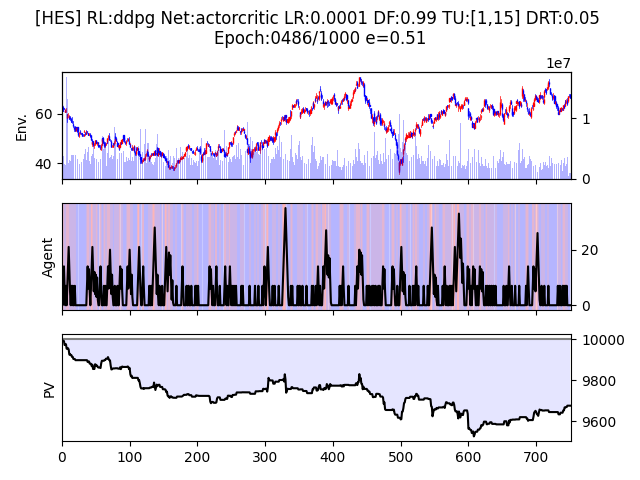 [HES] RL:ddpg Net:actorcritic LR:0.0001 DF:0.99 TU:[1,15] DRT:0.05
Epoch:0486/1000 e=0.51
1e7
Env.
60
40
1
0
Agent
20
0
PV
10000
9800
9600
0 100 200 300 400 500 600 700